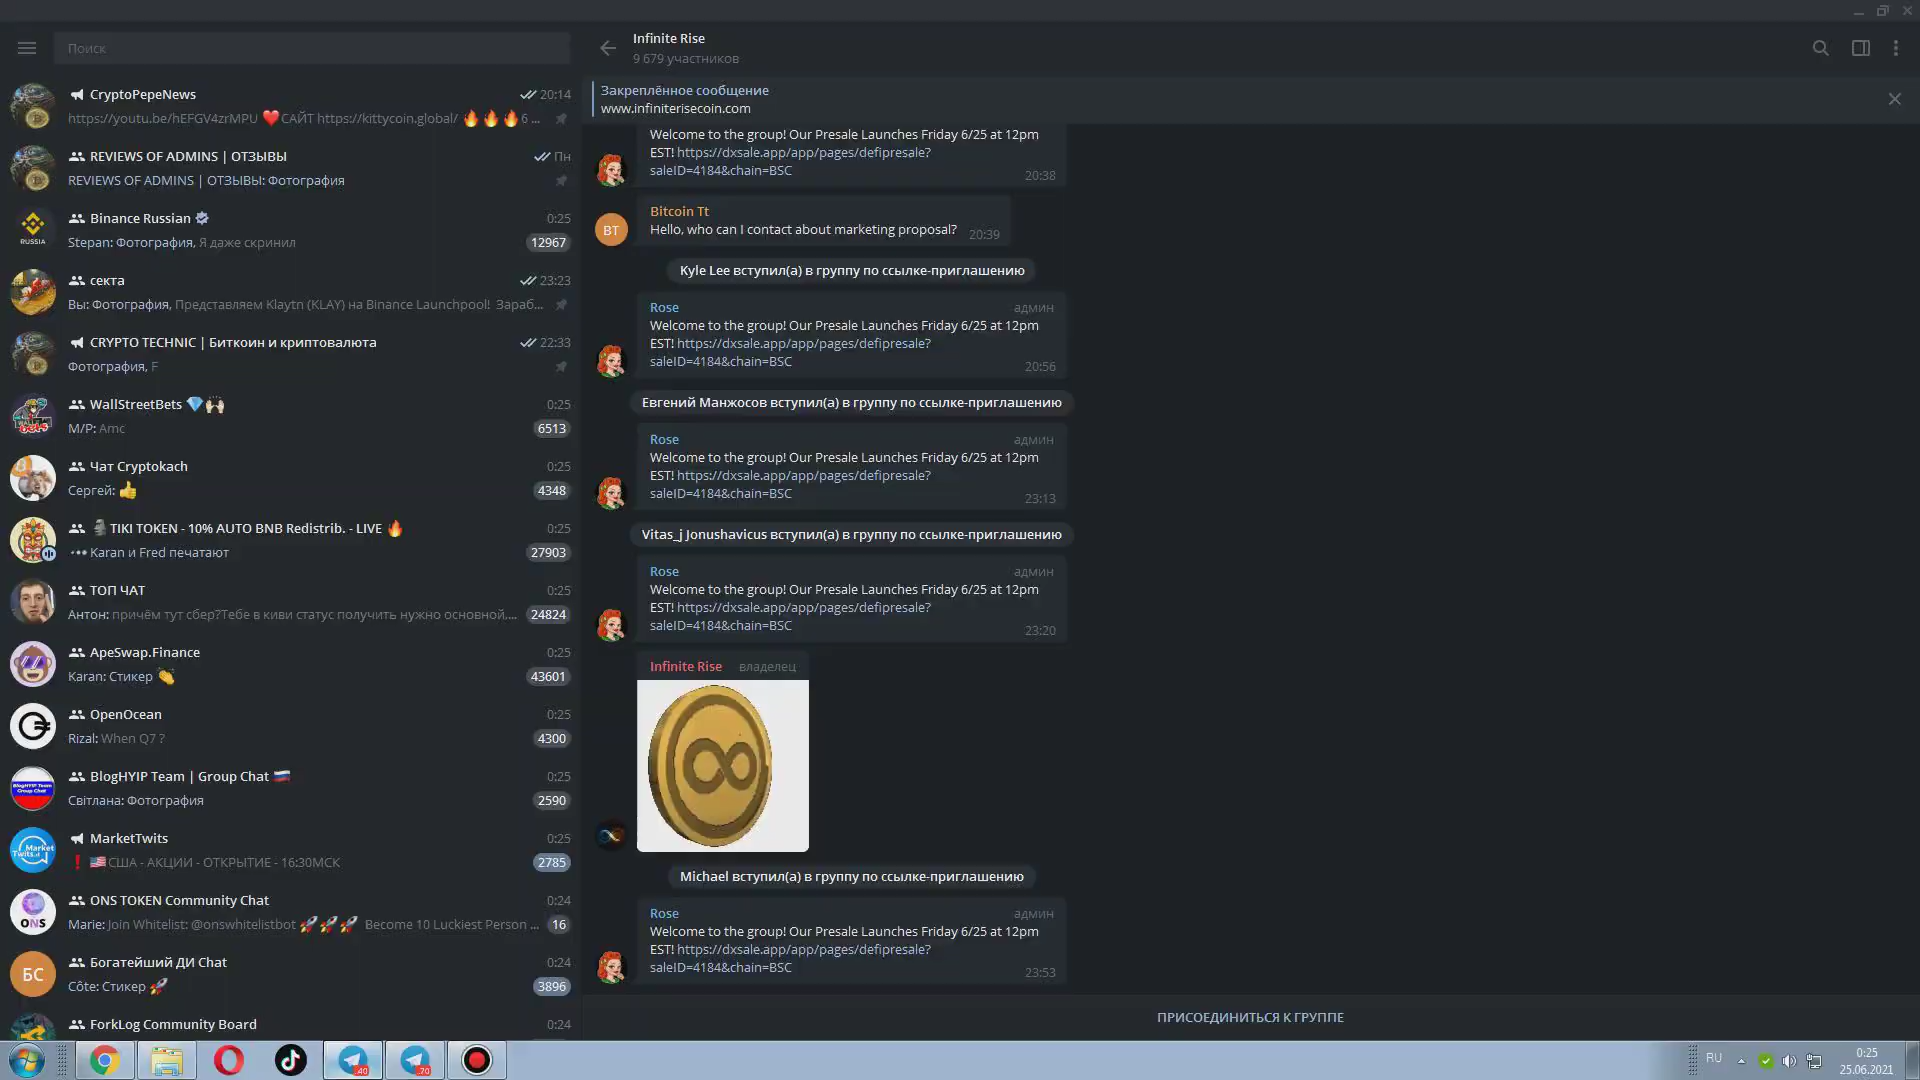 Поиск
CryptoPepeNews
20:14
https://youtu.be/hEFGV4zrMPU ❤️САЙТ https://kittycoin.global/ 🔥🔥🔥6 ...
REVIEWS OF ADMINS | ОТЗЫВЫ
Пн
REVIEWS OF ADMINS | ОТЗЫВЫ: Фотография
Binance Russian
0:25
Stepan: Фотография, Я даже скринил
12967
RUSSIA
секта
23:23
Вы: Фотография, Представляем Klaytn (KLAY) на Binance Launchpool! Зараб...
CRYPTO TECHNIC | Биткоин и криптовалюта
22:33
Фотография, F
WallStreetBets 💎🙌🏻
0:25
M/P: Amc
6513
Чат Cryptokach
0:25
Сергей: 👍
4348
🗿TIKI TOKEN - 10% AUTO BNB Redistrib. - LIVE 🔥
0:25
Karan и Fred печатают
27903
ТОП ЧАТ
0:25
Антон: причём тут сбер?Тебе в киви статус получить нужно основной,...
24824
ApeSwap.Finance
0:25
Karan: Стикер 👏
43601
OpenOcean
0:25
Rizal: When Q7 ?
4300
BlogHYIP Team | Group Chat 🇷🇺
0:25
Світлана: Фотография
2590
BlogHYIP Team
Group Chat
MarketTwits
0:25
❗🇺🇸США - АКЦИИ - ОТКРЫТИЕ - 16:30МСК
2785
Market
Twits
ONS TOKEN Community Chat
0:24
Marie: Join Whitelist: @onswhitelistbot 🚀🚀🚀 Become 10 Luckiest Person ...
16
ONS
Богатейший ДИ Chat
0:24
Côte: Стикер 🚀
3896
БС
ForkLog Community Board
0:24
Infinite Rise
9 679 участников
Закреплённое сообщение
www.infiniterisecoin.com
Welcome to the group! Our Presale Launches Friday 6/25 at 12pm
EST! https://dxsale.app/app/pages/defipresale?
saleID=4184&chain=BSC
20:38
BT
Bitcoin Tt
Hello, who can I contact about marketing proposal?
20:39
Kyle Lee вступил(а) в группу по ссылке-приглашению
Rose
админ
Welcome to the group! Our Presale Launches Friday 6/25 at 12pm
EST! https://dxsale.app/app/pages/defipresale?
saleID=4184&chain=BSC
20:56
Евгений Манжосов вступил(а) в группу по ссылке-приглашению
Rose
админ
Welcome to the group! Our Presale Launches Friday 6/25 at 12pm
EST! https://dxsale.app/app/pages/defipresale?
saleID=4184&chain=BSC
23:13
Vitas_j Jonushavicus вступил(а) в группу по ссылке-приглашению
Rose
админ
Welcome to the group! Our Presale Launches Friday 6/25 at 12pm
EST! https://dxsale.app/app/pages/defipresale?
saleID=4184&chain=BSC
23:20
Infinite Rise
владелец
Michael вступил(а) в группу по ссылке-приглашению
Rose
админ
Welcome to the group! Our Presale Launches Friday 6/25 at 12pm
EST! https://dxsale.app/app/pages/defipresale?
saleID=4184&chain=BSC
23:53
ПРИСОЕДИНИТЬСЯ К ГРУППЕ
..40
..70
RU
0:25
25.06.2021